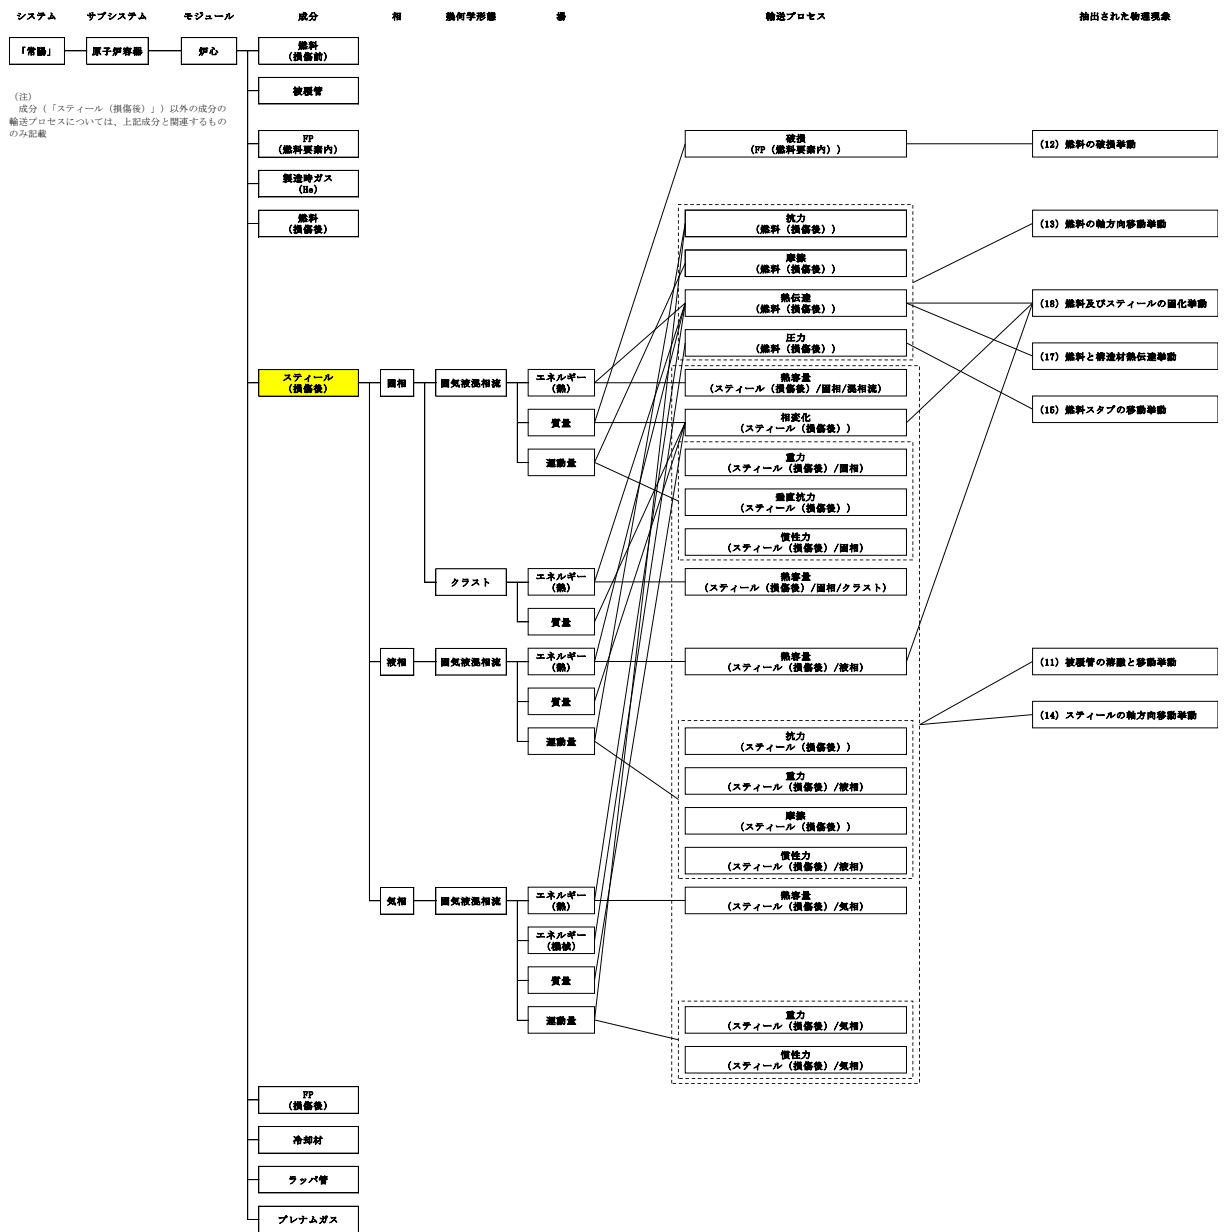 システム サブシステム モジュール 成分 相 幾何学形態 場 輸送プロセス 抽出された物理現象
「常陽」
原子炉容器
炉心
燃料
(損傷前)
被覆管
(注)
成分(「スティール(損傷後)」)以外の成分の
輸送プロセスについては、上記成分と関連するもの
のみ記載
FP
(燃料要素内)
製造時ガス
(He)
燃料
(損傷後)
スティール
(損傷後)
FP
(損傷後)
冷却材
ラッパ管
プレナムガス
固相
固気液混相流
エネルギー
(熱)
質量
運動量
クラスト
エネルギー
(熱)
質量
液相
固気液混相流
エネルギー
(熱)
質量
運動量
気相
固気液混相流
エネルギー
(熱)
エネルギー
(機械)
質量
運動量
破損
(FP(燃料要素内))
抗力
(燃料(損傷後))
摩擦
(燃料(損傷後))
熱伝達
(燃料(損傷後))
圧力
(燃料(損傷後))
熱容量
(スティール(損傷後)/固相/混相流)
相変化
(スティール(損傷後))
重力
(スティール(損傷後)/固相)
垂直抗力
(スティール(損傷後))
慣性力
(スティール(損傷後)/固相)
熱容量
(スティール(損傷後)/固相/クラスト)
熱容量
(スティール(損傷後)/液相)
抗力
(スティール(損傷後))
重力
(スティール(損傷後)/液相)
摩擦
(スティール(損傷後))
慣性力
(スティール(損傷後)/液相)
熱容量
(スティール(損傷後)/気相)
重力
(スティール(損傷後)/気相)
慣性力
(スティール(損傷後)/気相)
(12) 燃料の破損挙動
(13) 燃料の軸方向移動挙動
(18) 燃料及びスティールの固化挙動
(17) 燃料と構造材熱伝達挙動
(15) 燃料スタブの移動挙動
(11) 被覆管の溶融と移動挙動
(14) スティールの軸方向移動挙動